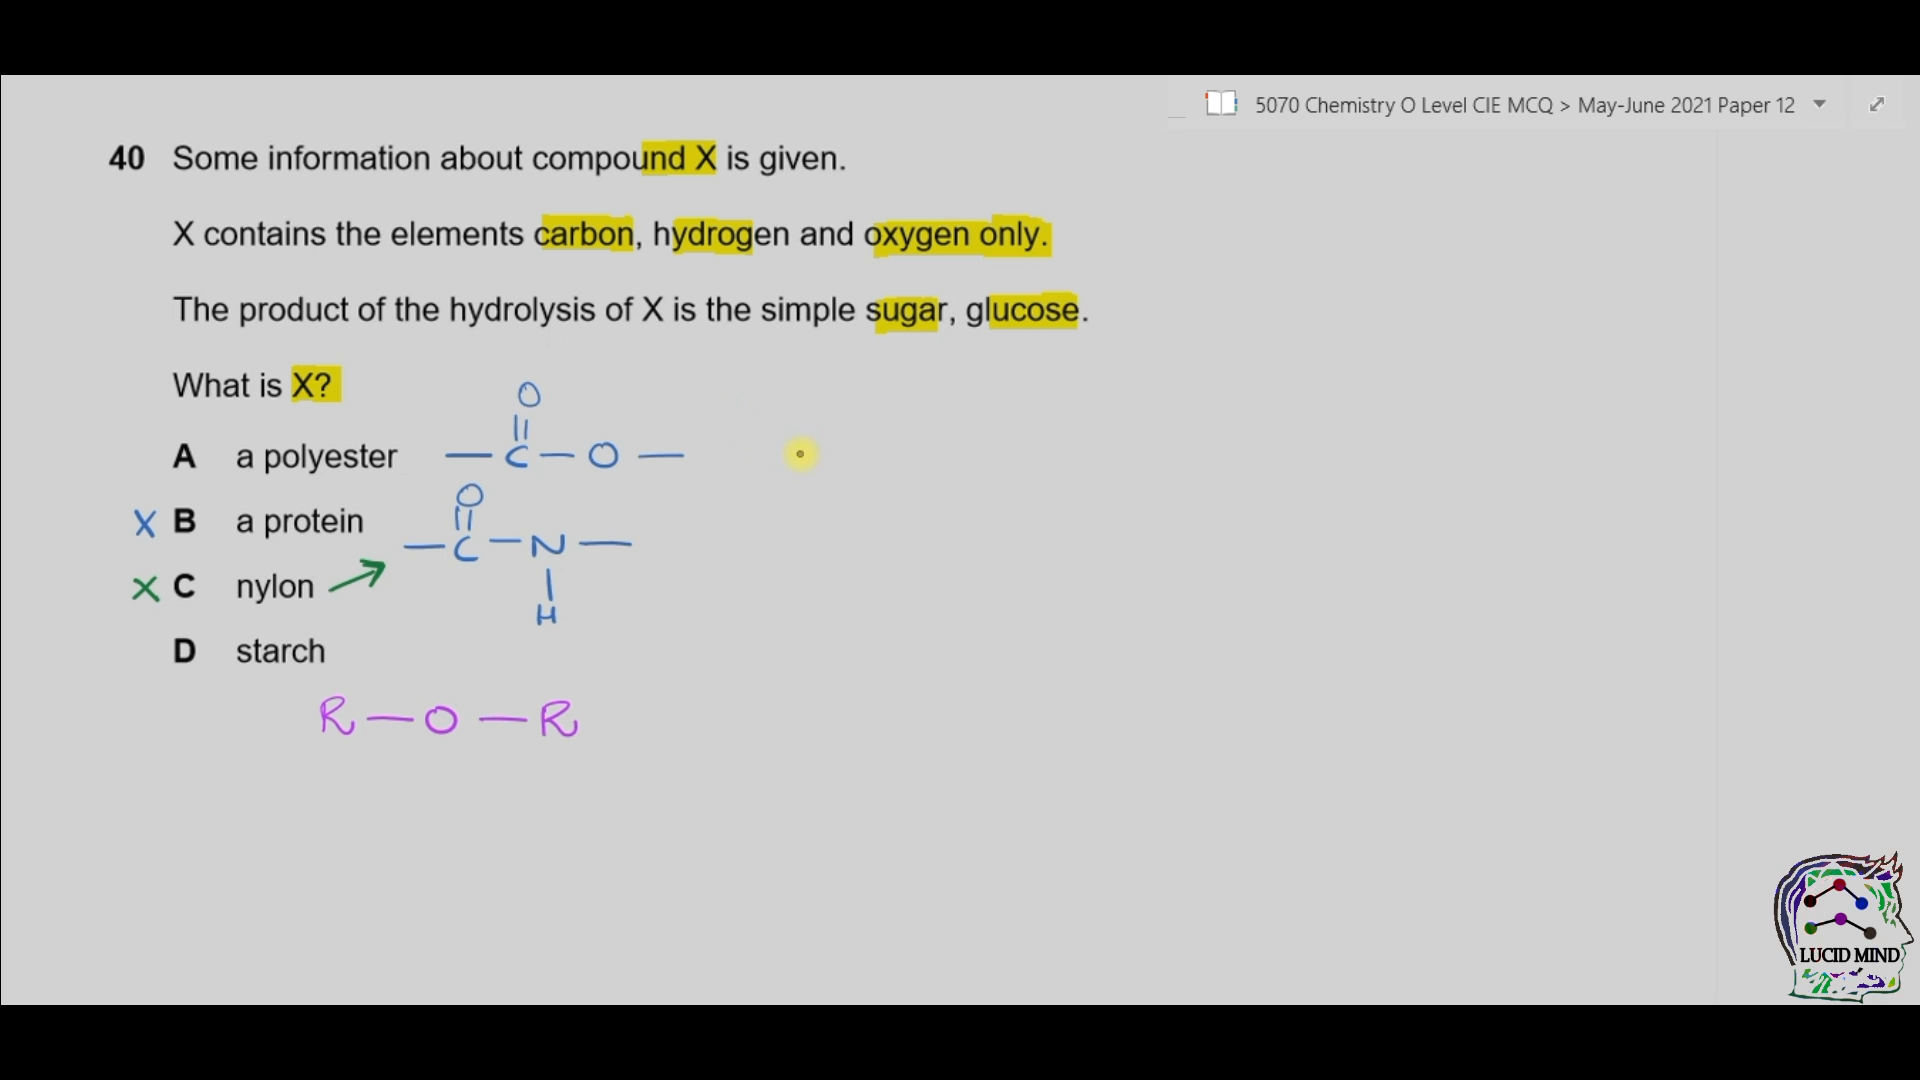 5070 Chemistry O Level CIE MCQ > May-June 2021 Paper 12
40 Some information about compound X is given.
X contains the elements carbon, hydrogen and oxygen only.
The product of the hydrolysis of X is the simple sugar, glucose.
What is X?
O
A a polyester — C — O —
O
X B a protein
— C — N —
X C nylon
H
D starch
R — O — R
LUCID MIND